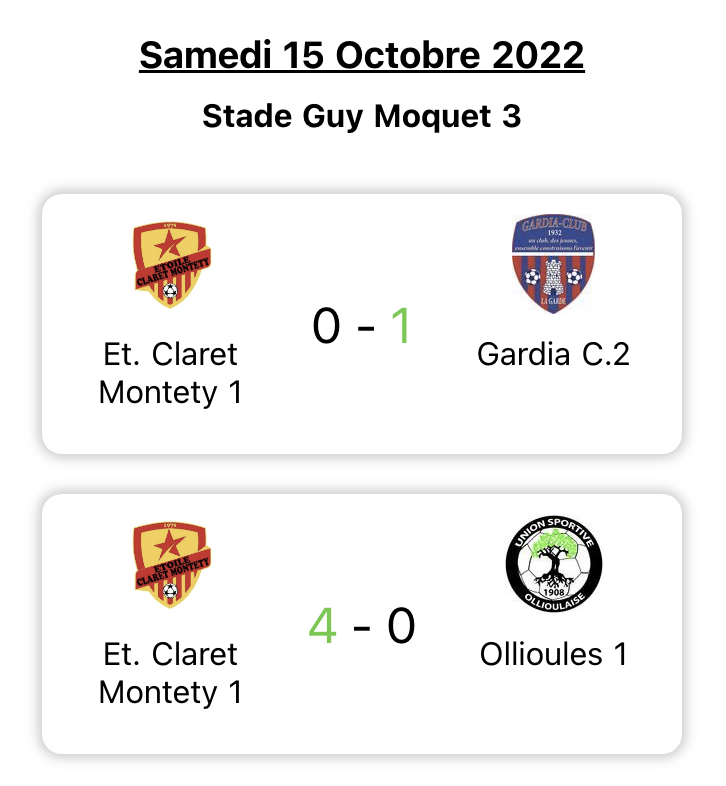 Samedi 15 Octobre 2022
Stade Guy Moquet 3
1974
ETOILE
CLARET MONTETY
GARDIA-CLUB
1932
un club, des jeunes,
ensemble construisons l'avenir
LA GARDE
0 - 1
Et. Claret
Montety 1
Gardia C.2
ETOILE
CLARET MONTETY
UNION SPORTIVE
1908
OLLIOULAISE
4 - 0
Et. Claret
Montety 1
Ollioules 1